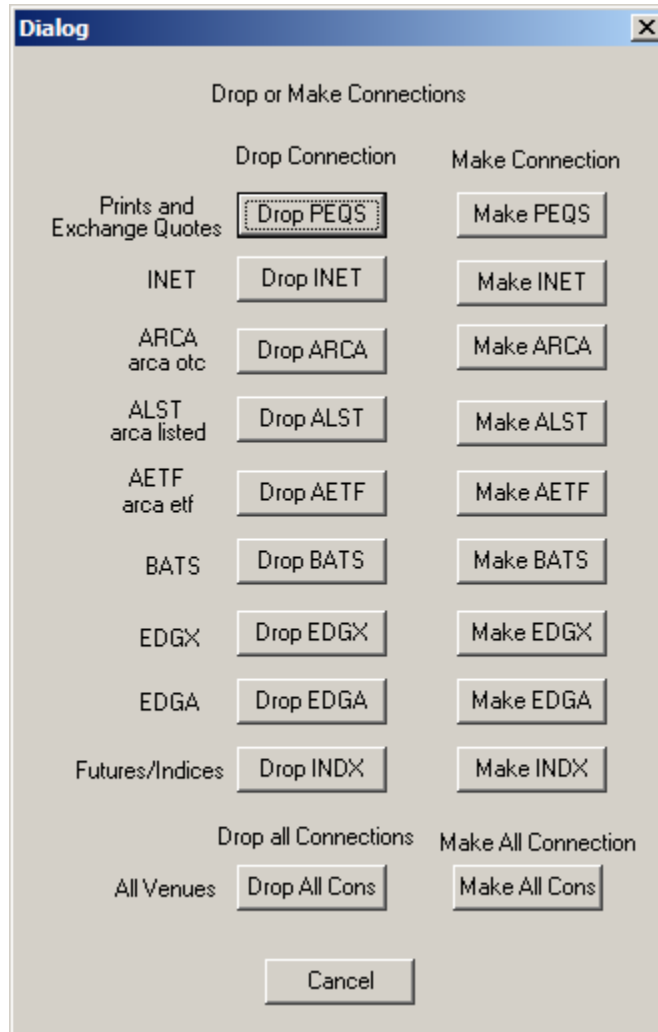 Dialog
Drop or Make Connections
Drop Connection Make Connection
Prints and
Exchange Quotes Drop PEQS Make PEQS
INET Drop INET Make INET
ARCA
arca otc Drop ARCA Make ARCA
ALST
arca listed Drop ALST Make ALST
AETF
arca etf Drop AETF Make AETF
BATS Drop BATS Make BATS
EDGX Drop EDGX Make EDGX
EDGA Drop EDGA Make EDGA
Futures/Indices Drop INDX Make INDX
Drop all Connections Make All Connection
All Venues Drop All Cons Make All Cons
Cancel